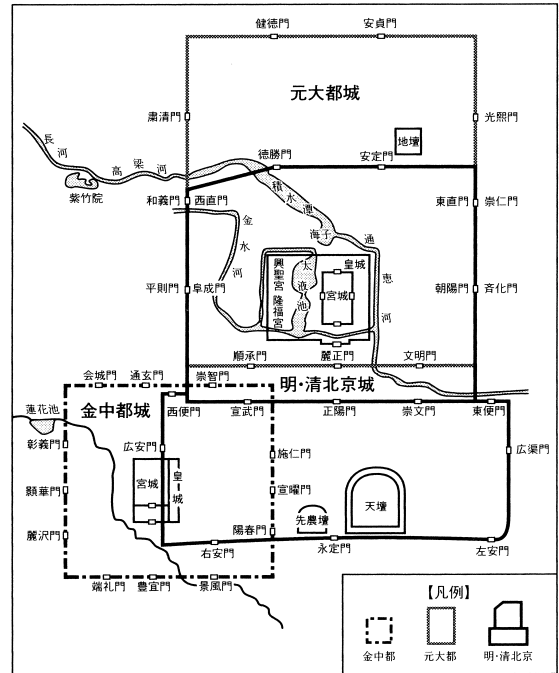 健徳門
安貞門
元大都城
粛清門
光熙門
地壇
長河
高梁河
紫竹院
徳勝門
安定門
和義門
西直門
積水潭
海子
東直門
崇仁門
金水河
通恵河
興聖宮
隆福宮
太液池
皇城
宮城
平則門
阜成門
朝陽門
斉化門
順承門
麗正門
文明門
会城門
通玄門
崇智門
明・清北京城
蓮花池
金中都城
西便門
宣武門
正陽門
崇文門
東便門
彰義門
広安門
施仁門
広渠門
顥華門
宮城
皇城
宣曜門
天壇
先農壇
麗沢門
陽春門
右安門
永定門
左安門
端礼門
豊宜門
景風門
【凡例】
金中都
元大都
明・清北京